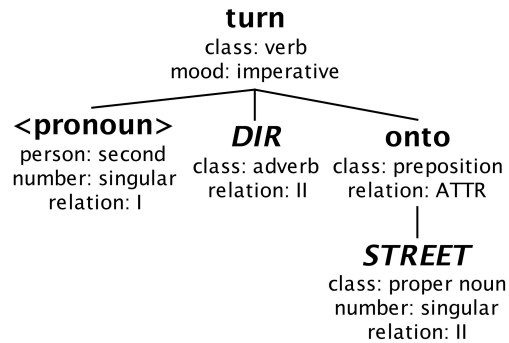 turn
class: verb
mood: imperative
<pronoun>
person: second
number: singular
relation: I
DIR
class: adverb
relation: II
onto
class: preposition
relation: ATTR
STREET
class: proper noun
number: singular
relation: II